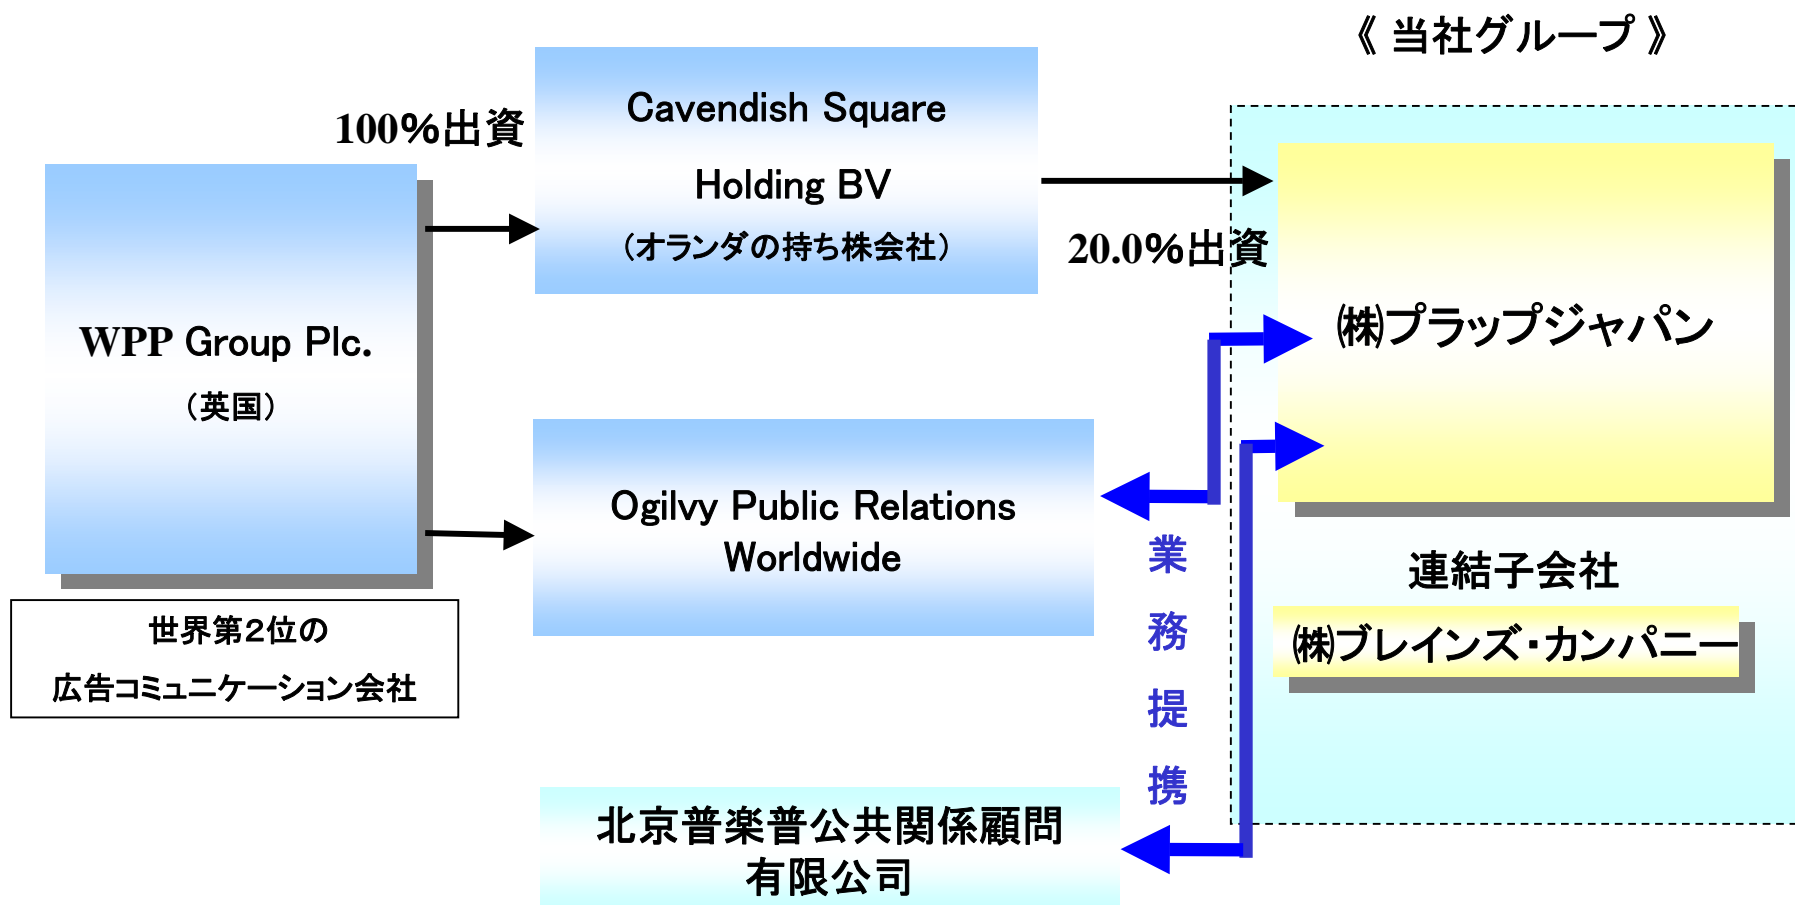 《 当社グループ 》
100%出資
Cavendish Square
Holding BV
（オランダの持ち株会社）
20.0%出資
WPP Group Plc.
（英国）
世界第2位の
広告コミュニケーション会社
Ogilvy Public Relations
Worldwide
業
務
提
携
北京普楽普公共関係顧問
有限公司
㈱プラップジャパン
連結子会社
㈱ブレインズ・カンパニー